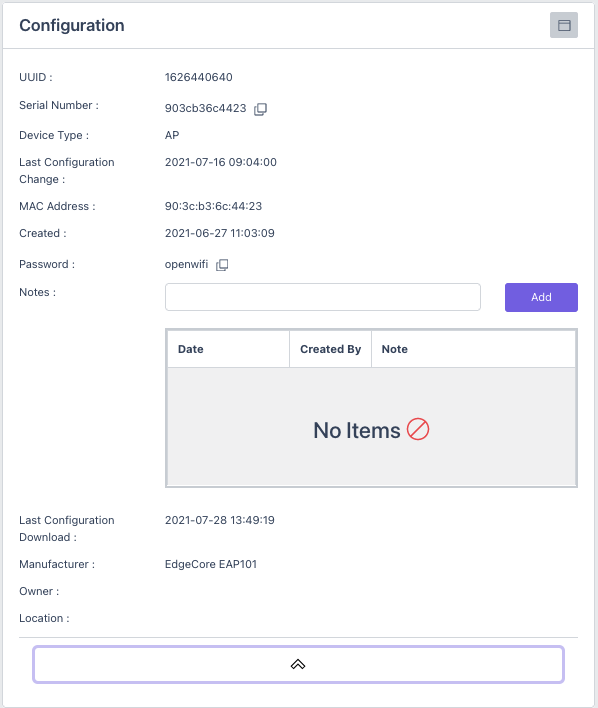 Configuration
UUID :
1626440640
Serial Number :
903cb36c4423
Device Type :
AP
Last Configuration
Change :
2021-07-16 09:04:00
MAC Address :
90:3c:b3:6c:44:23
Created :
2021-06-27 11:03:09
Password :
openwifi
Notes :
Add
Date
Created By
Note
No Items
Last Configuration
Download :
2021-07-28 13:49:19
Manufacturer :
EdgeCore EAP101
Owner :
Location :